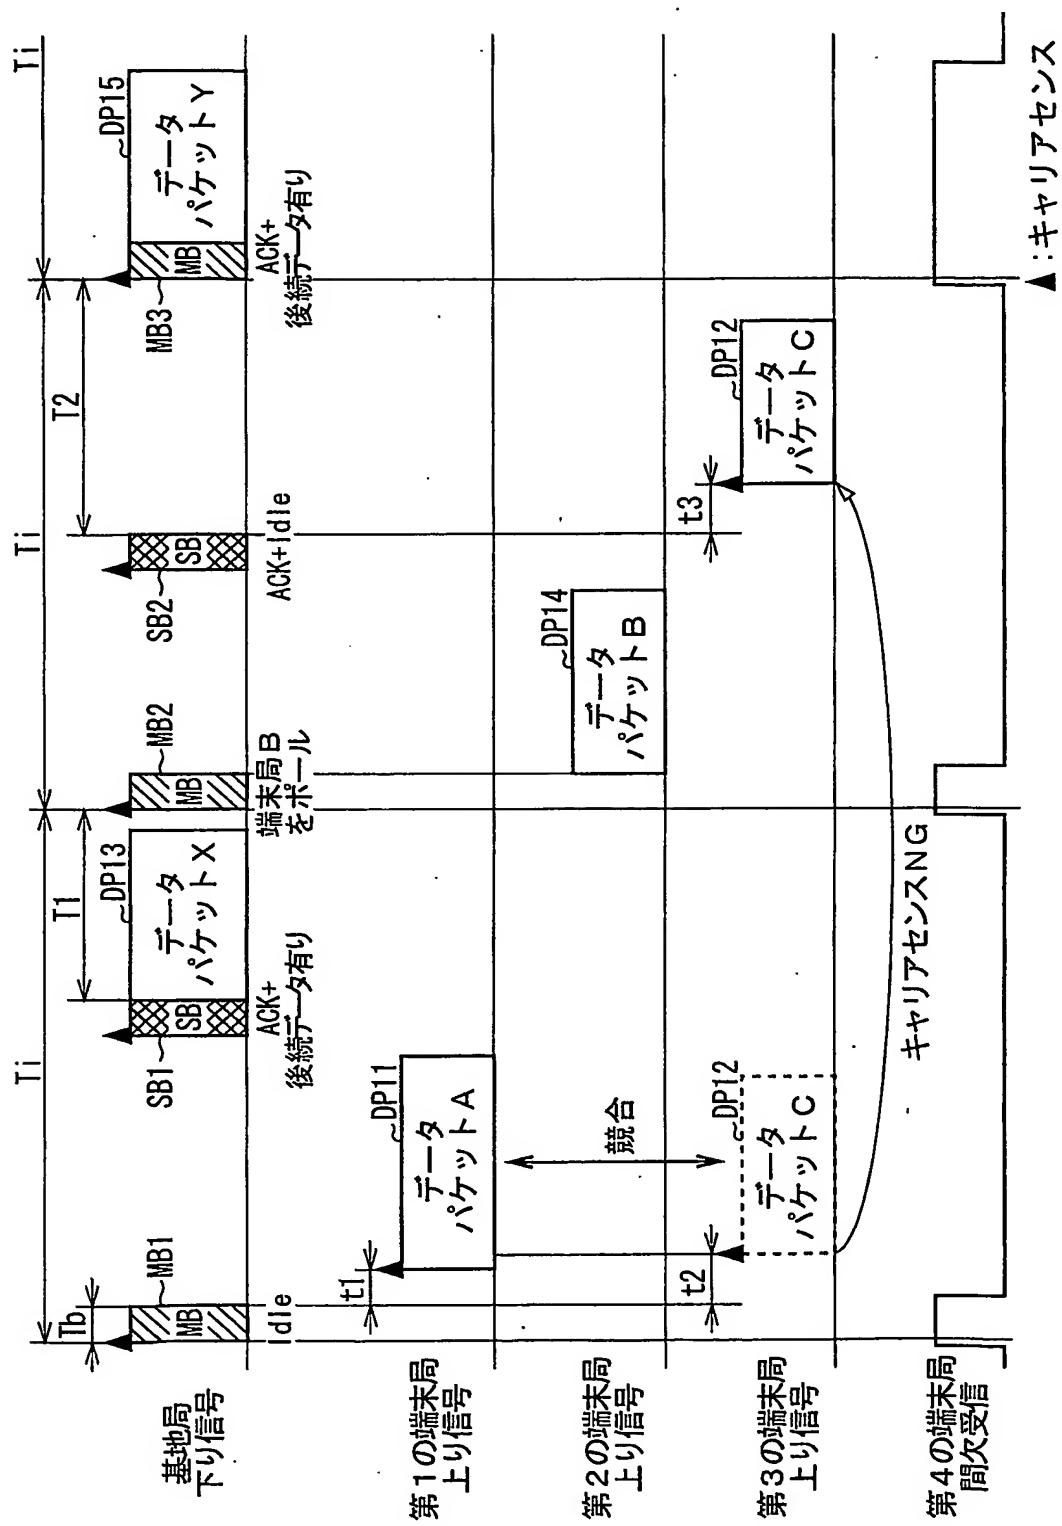 Ti
Ti
Ti
Tb
T1
T2
MB1
SB1
DP13
MB2
SB2
MB3
DP15
基地局
下り信号
MB
SB
データ
パケットX
MB
SB
MB
データ
パケットY
Idle
ACK+
後続データ有り
端末局B
をポール
ACK+Idle
ACK+
後続データ有り
第1の端末局
上り信号
t1
DP11
データ
パケットA
第2の端末局
上り信号
競合
DP14
データ
パケットB
第3の端末局
上り信号
t2
DP12
データ
パケットC
t3
DP12
データ
パケットC
キャリアセンスNG
第4の端末局
間欠受信
▲:キャリアセンス